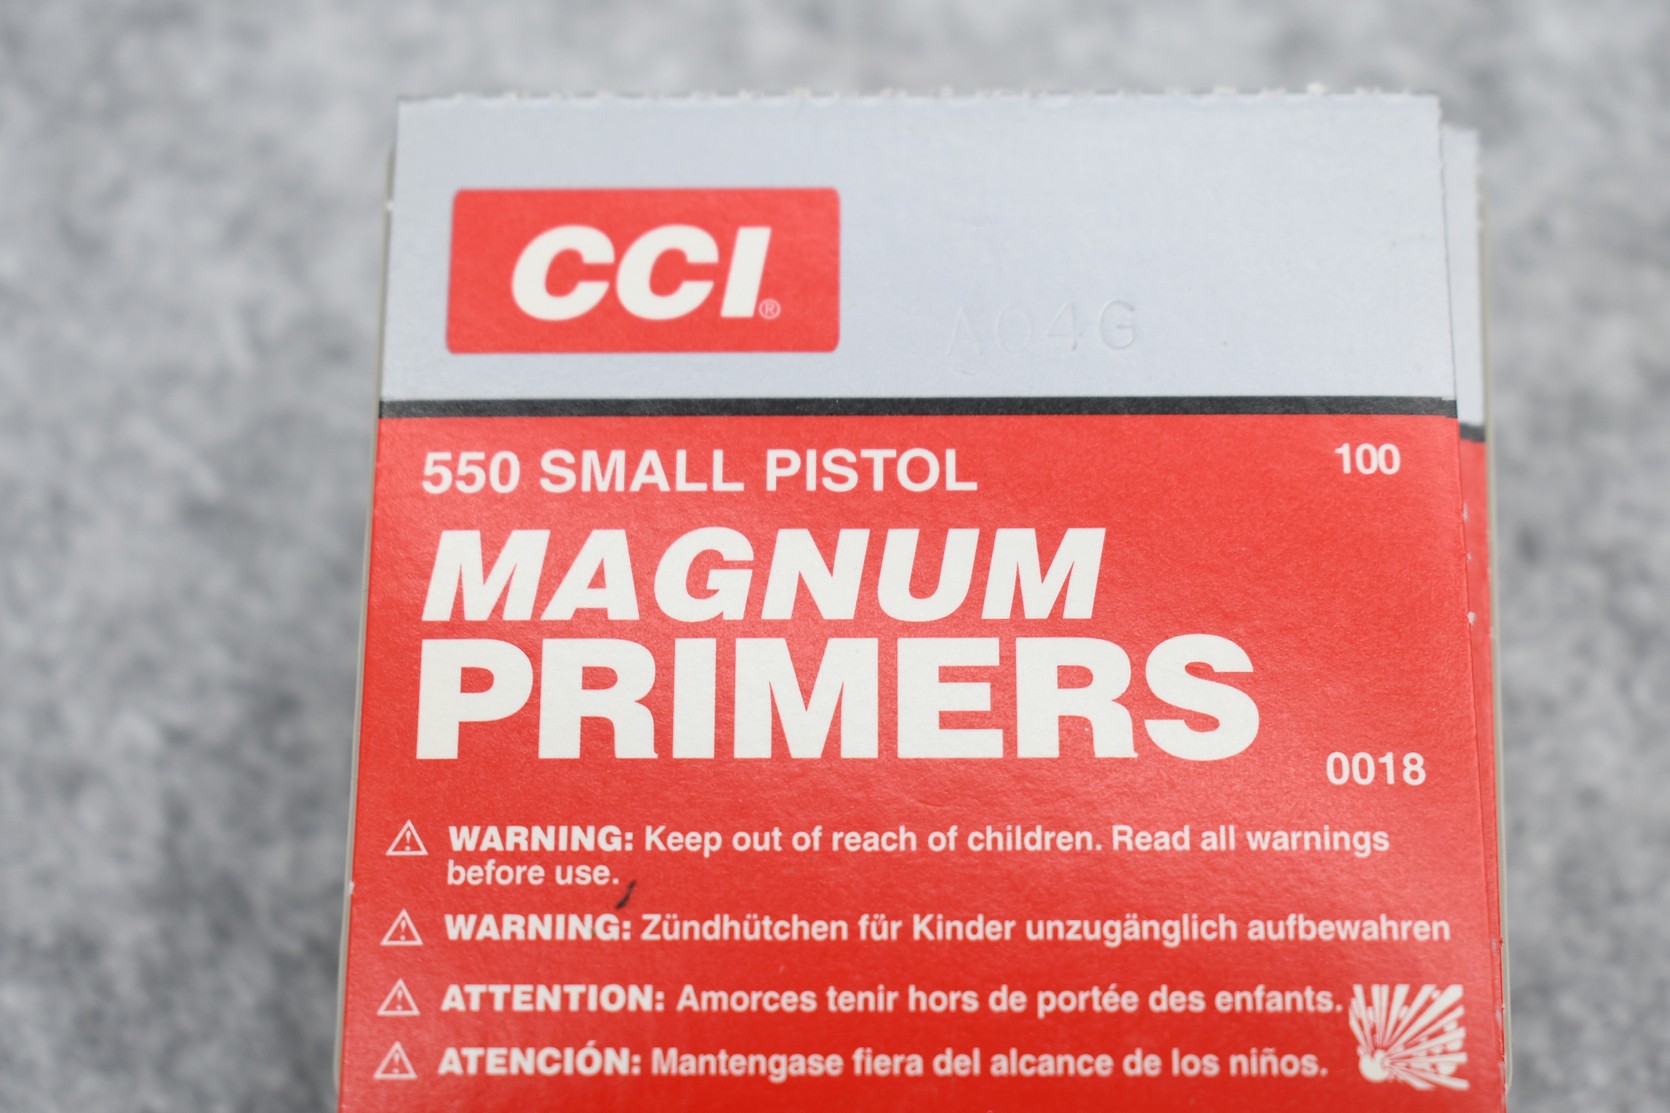 CCI®
A04G
550 SMALL PISTOL 100
MAGNUM
PRIMERS
0018
WARNING: Keep out of reach of children. Read all warnings
before use.
WARNING: Zündhütchen für Kinder unzugänglich aufbewahren
ATTENTION: Amorces tenir hors de portée des enfants.
ATENCIÓN: Mantengase fiera del alcance de los niños.